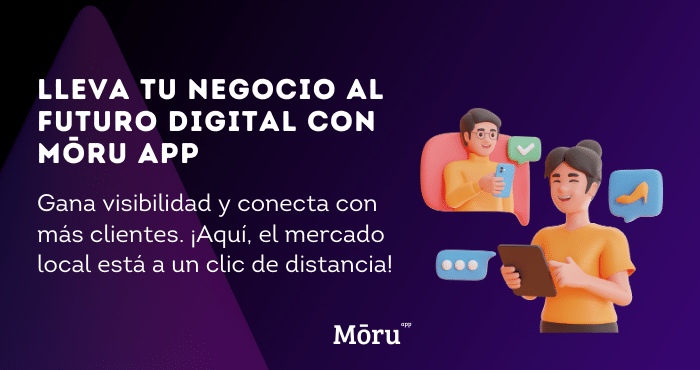 LLEVA TU NEGOCIO AL
FUTURO DIGITAL CON
MŌRU APP
Gana visibilidad y conecta con
más clientes. ¡Aquí, el mercado
local está a un clic de distancia!
Mōru app